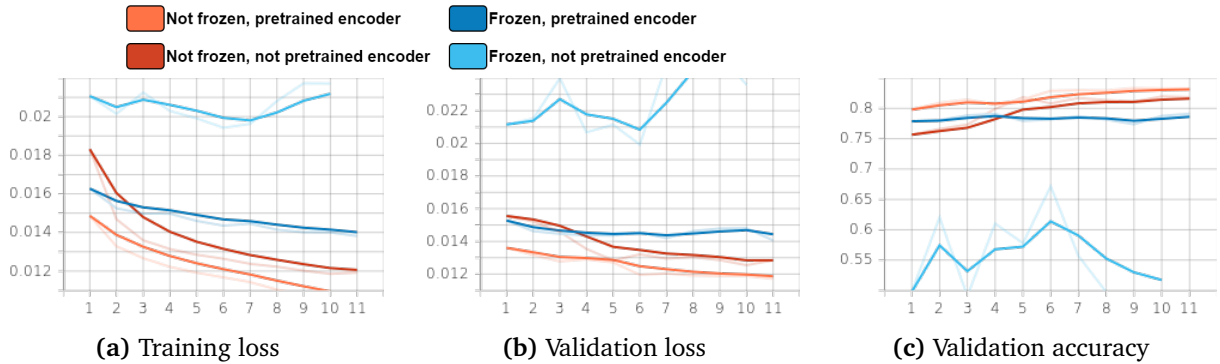 Not frozen, pretrained encoder
Frozen, pretrained encoder
Not frozen, not pretrained encoder
Frozen, not pretrained encoder
0.02
0.018
0.016
0.014
0.012
1 2 3 4 5 6 7 8 9 10 11
(a) Training loss
0.022
0.02
0.018
0.016
0.014
0.012
1 2 3 4 5 6 7 8 9 10 11
(b) Validation loss
0.8
0.75
0.7
0.65
0.6
0.55
1 2 3 4 5 6 7 8 9 10 11
(c) Validation accuracy